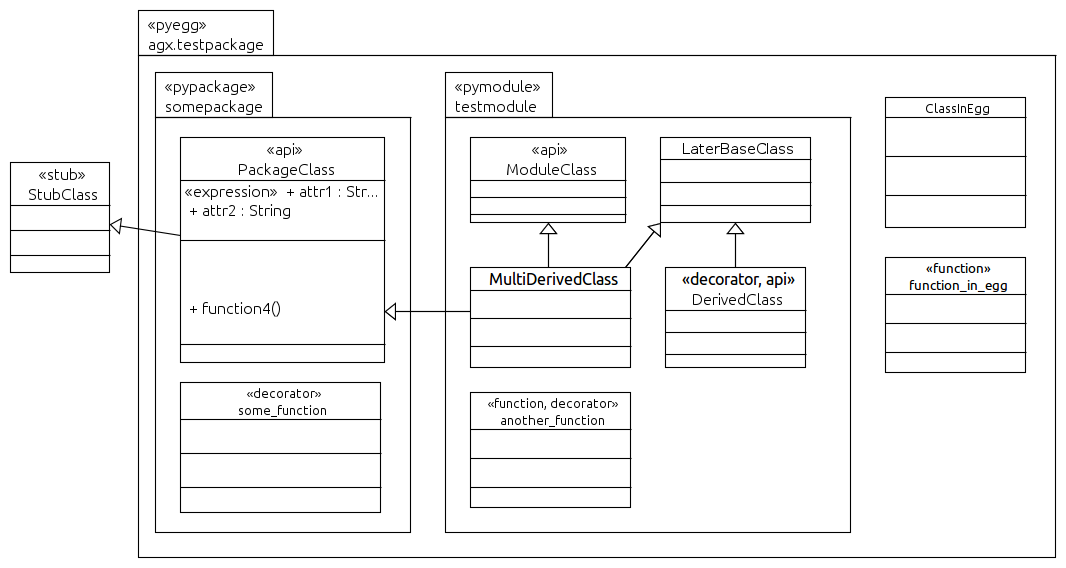 «pyegg»
agx.testpackage
«pypackage»
somepackage
«pymodule»
testmodule
ClassInEgg
«api»
PackageClass
«api»
ModuleClass
LaterBaseClass
«stub»
StubClass
«expression» + attr1 : Str...
+ attr2 : String
MultiDerivedClass
«decorator, api»
DerivedClass
«function»
function_in_egg
+ function4()
«decorator»
some_function
«function, decorator»
another_function